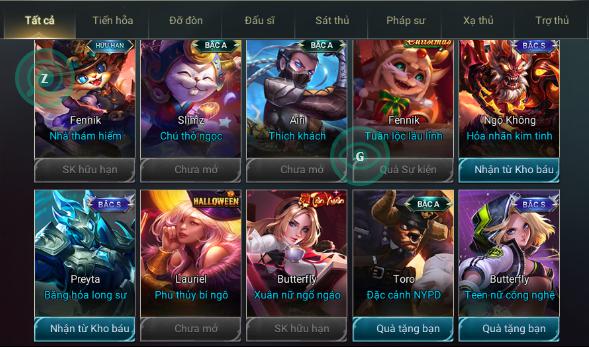 Tất cả Tiến hóa Đỡ đòn Đấu sĩ Sát thủ Pháp sư Xạ thủ Trợ thủ
HỮU HẠN BẬC A BẬC A Christmas BẬC S
Z
Fennik Slimz Airi Fennik Ngộ Không
Nhà thám hiểm Chú thỏ ngọc Thích khách Tuần lộc láu lỉnh Hỏa nhãn kim tinh
G
SK hữu hạn Chưa mở Chưa mở Quà Sự kiện Nhận từ Kho báu
BẬC S HALLOWEEN Tân Xuân BẬC A BẬC S
Preyta Lauriel Butterfly Toro Butterfly
Băng hỏa long sư Phù thủy bí ngô Xuân nữ ngổ ngáo Đặc cảnh NYPD Teen nữ công nghệ
Nhận từ Kho báu Chưa mở SK hữu hạn Quà tặng bạn Quà tặng bạn